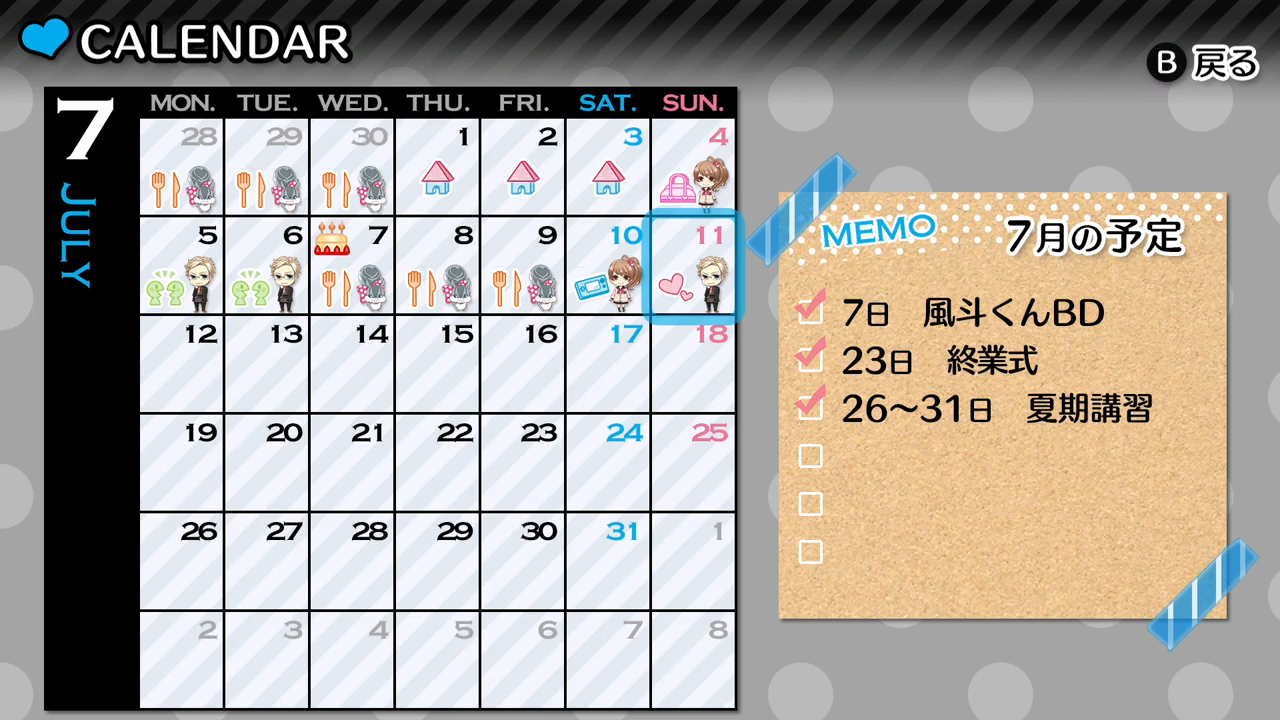 CALENDAR
B 戻る
7
JULY
MON. TUE. WED. THU. FRI. SAT. SUN.
28 29 30 1 2 3 4
5 6 7 8 9 10 11
12 13 14 15 16 17 18
19 20 21 22 23 24 25
26 27 28 29 30 31 1
2 3 4 5 6 7 8
MEMO 7月の予定
7日 風斗くんBD
23日 終業式
26〜31日 夏期講習